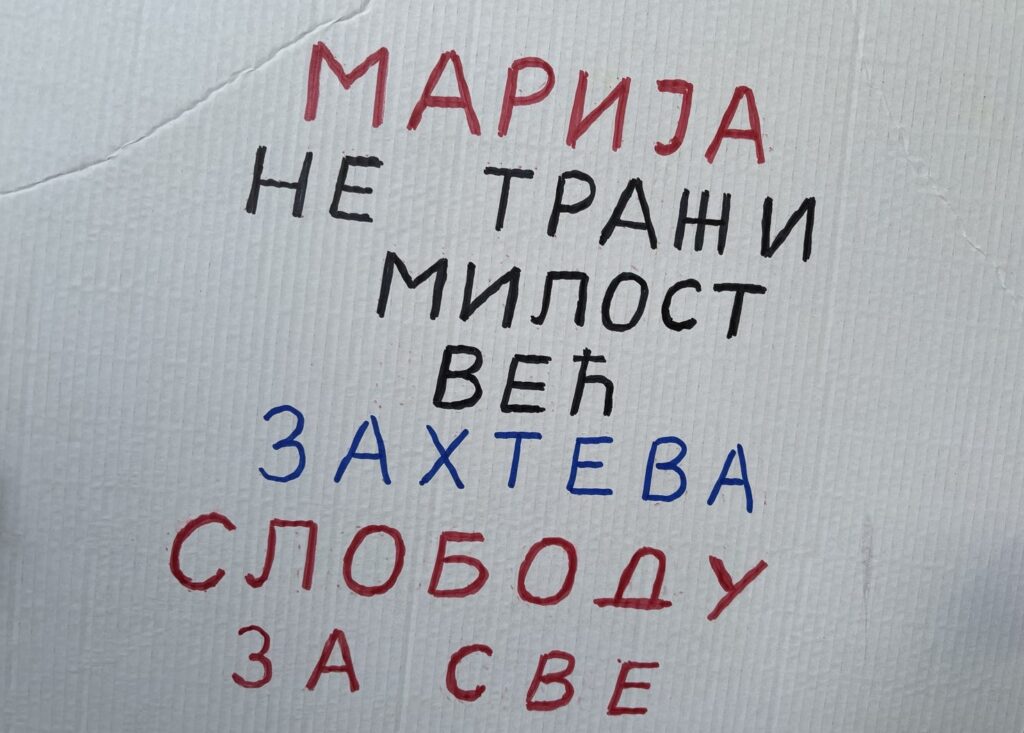 МАРИЈА
НЕ ТРАЖИ
МИЛОСТ
ВЕЋ
ЗАХТЕВА
СЛОБОДУ
ЗА СВЕ